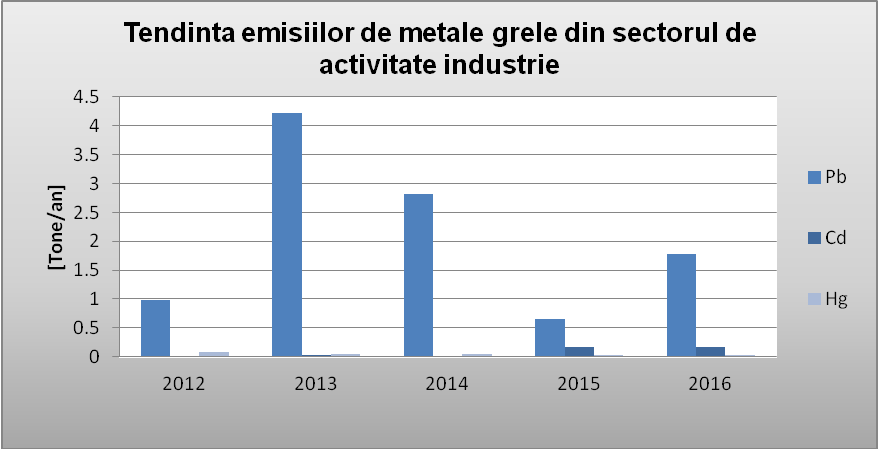 Tendinta emisiilor de metale grele din sectorul de
activitate industrie
[Tone/an]
4.5
4
3.5
3
2.5
2
1.5
1
0.5
0
2012 2013 2014 2015 2016
Pb
Cd
Hg